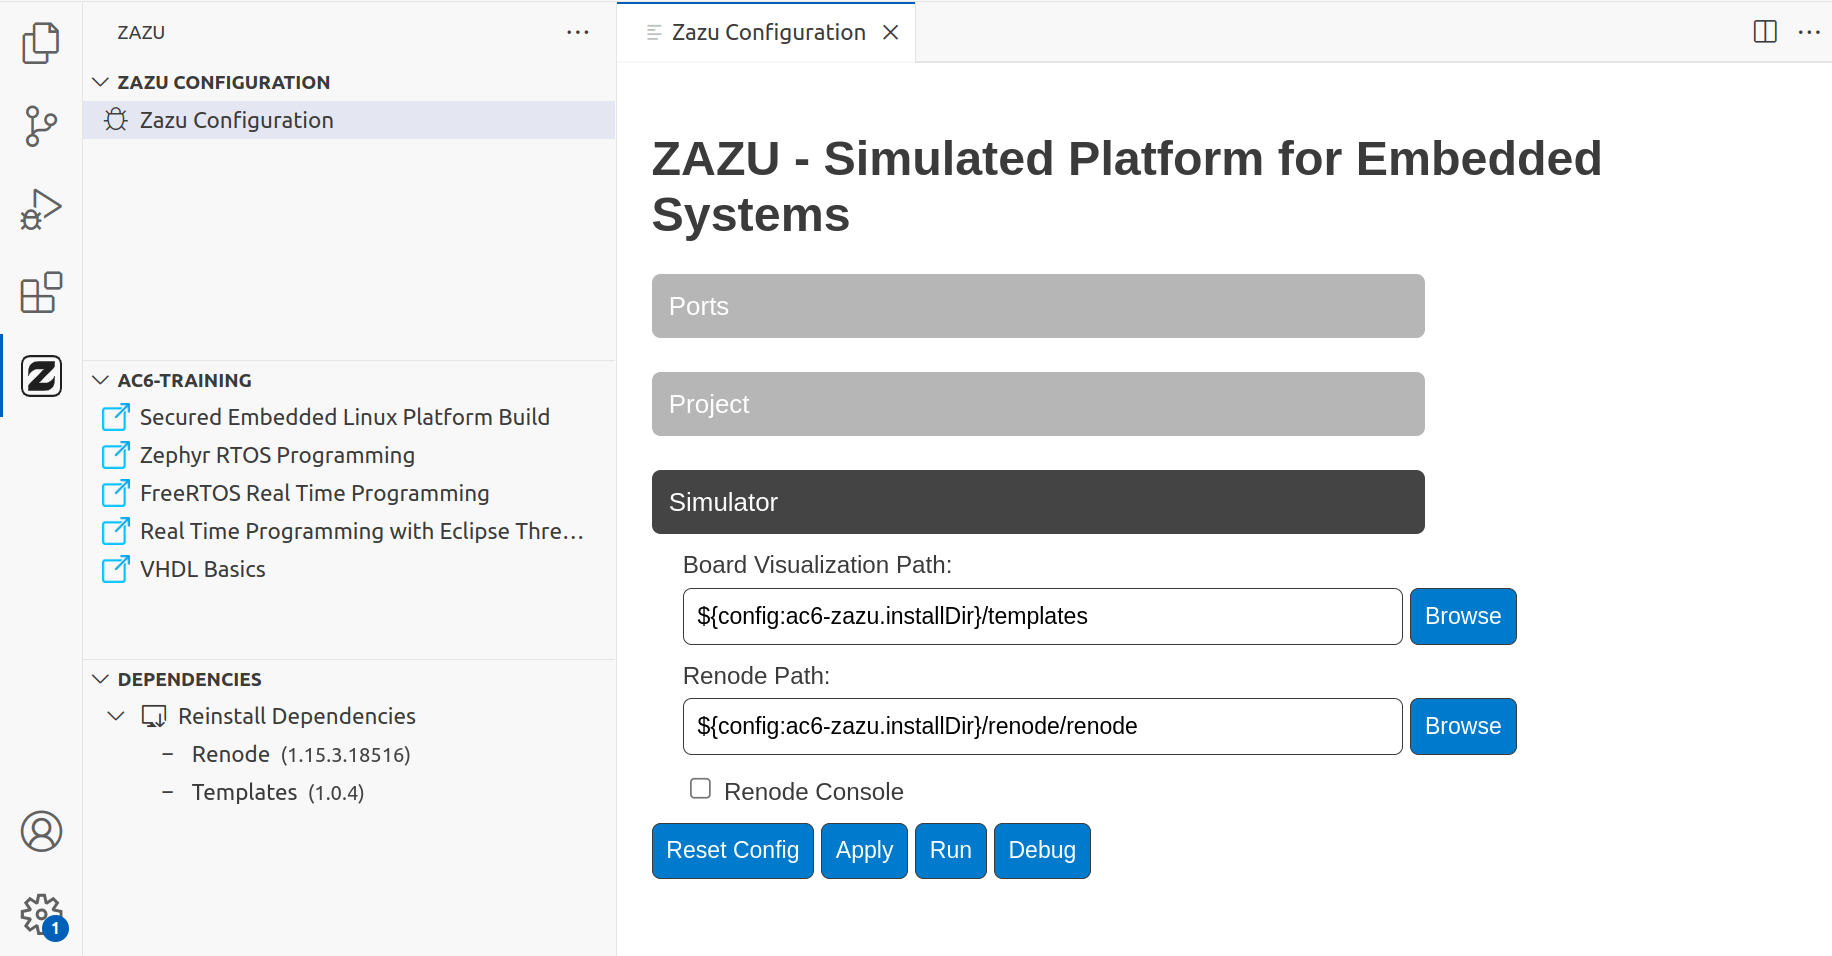 ZAZU
ZAZU CONFIGURATION
Zazu Configuration
AC6-TRAINING
Secured Embedded Linux Platform Build
Zephyr RTOS Programming
FreeRTOS Real Time Programming
Real Time Programming with Eclipse Thre...
VHDL Basics
DEPENDENCIES
Reinstall Dependencies
Renode (1.15.3.18516)
Templates (1.0.4)
1
Zazu Configuration
ZAZU - Simulated Platform for Embedded
Systems
Ports
Project
Simulator
Board Visualization Path:
${config:ac6-zazu.installDir}/templates Browse
Renode Path:
${config:ac6-zazu.installDir}/renode/renode Browse
Renode Console
Reset Config Apply Run Debug